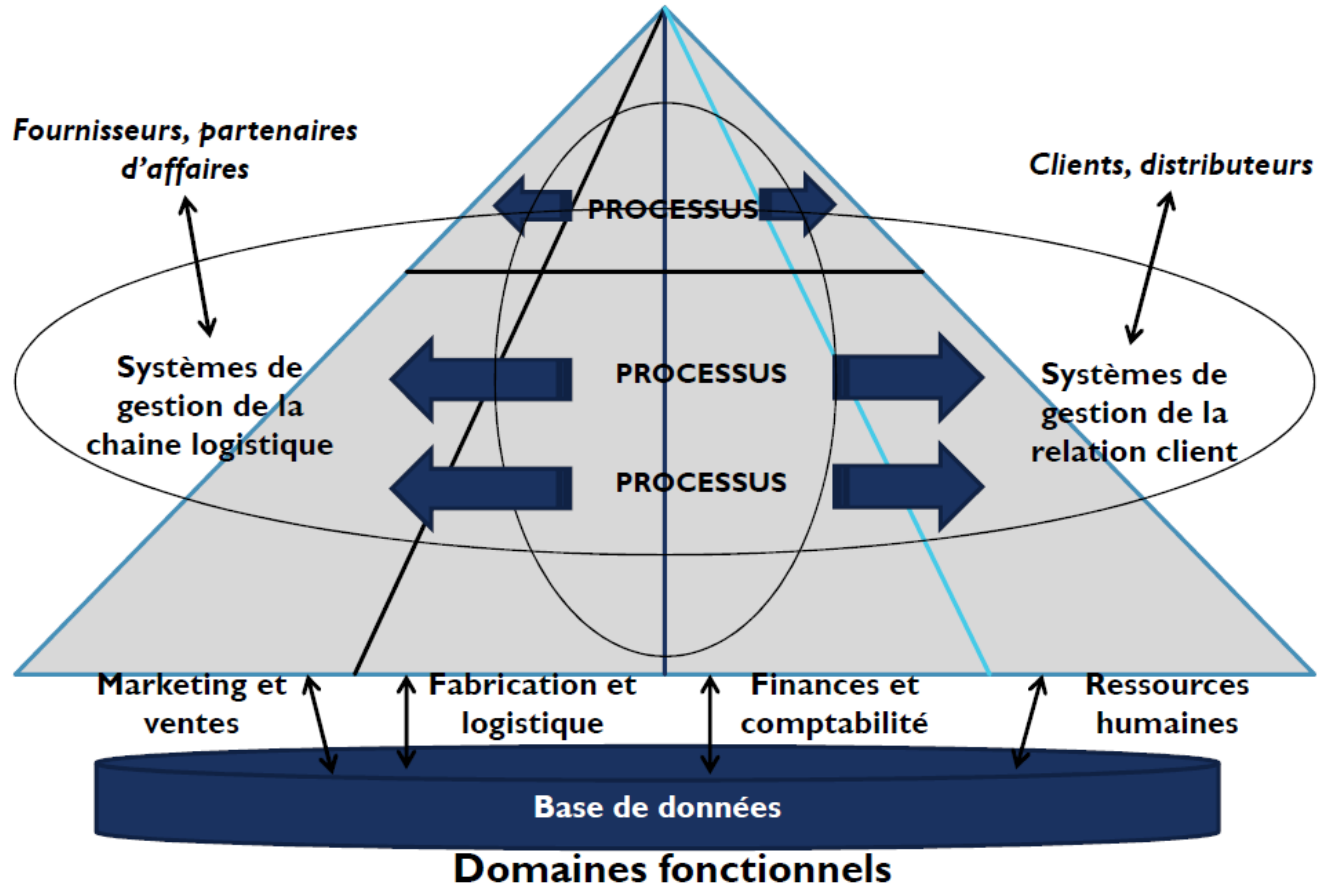 Fournisseurs, partenaires
d'affaires
Clients, distributeurs
PROCESSUS
Systèmes de
gestion de la
chaine logistique
PROCESSUS
PROCESSUS
Systèmes de
gestion de la
relation client
Marketing et
ventes
Fabrication et
logistique
Finances et
comptabilité
Ressources
humaines
Base de données
Domaines fonctionnels